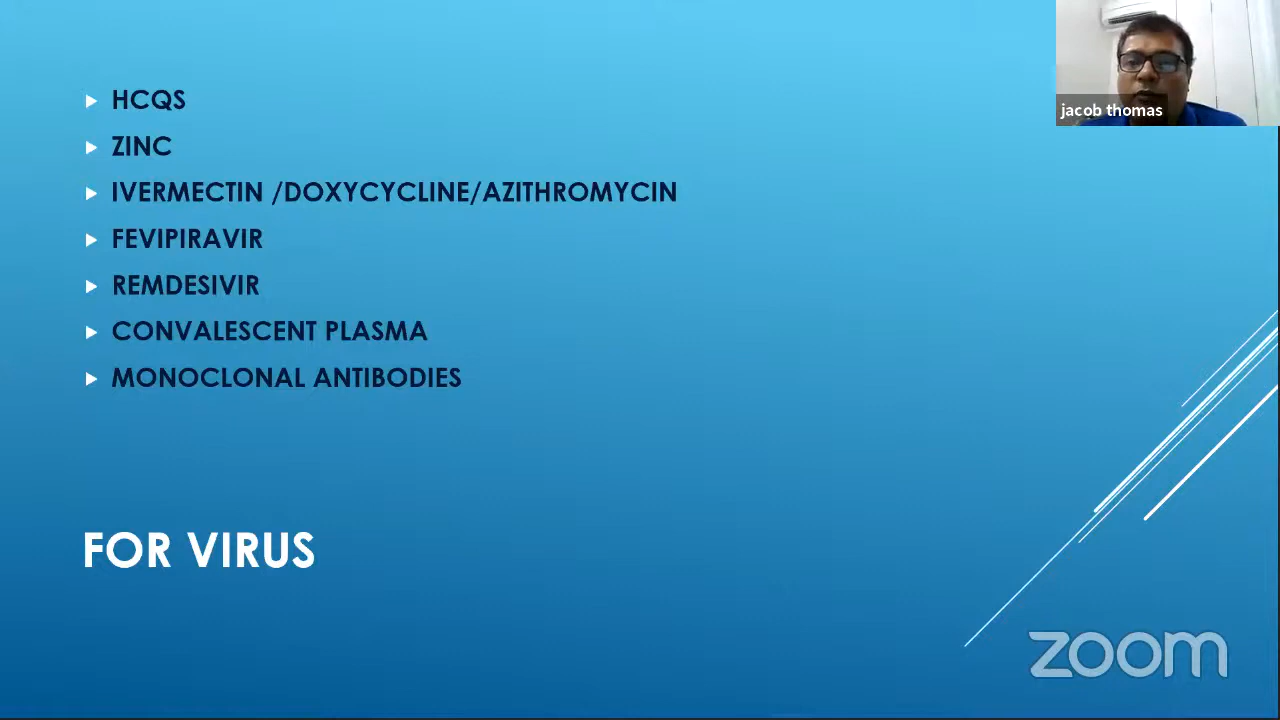 HCQS
ZINC
IVERMECTIN /DOXYCYCLINE/AZITHROMYCIN
FEVIPIRAVIR
REMDESIVIR
CONVALESCENT PLASMA
MONOCLONAL ANTIBODIES
FOR VIRUS
jacob thomas
zoom